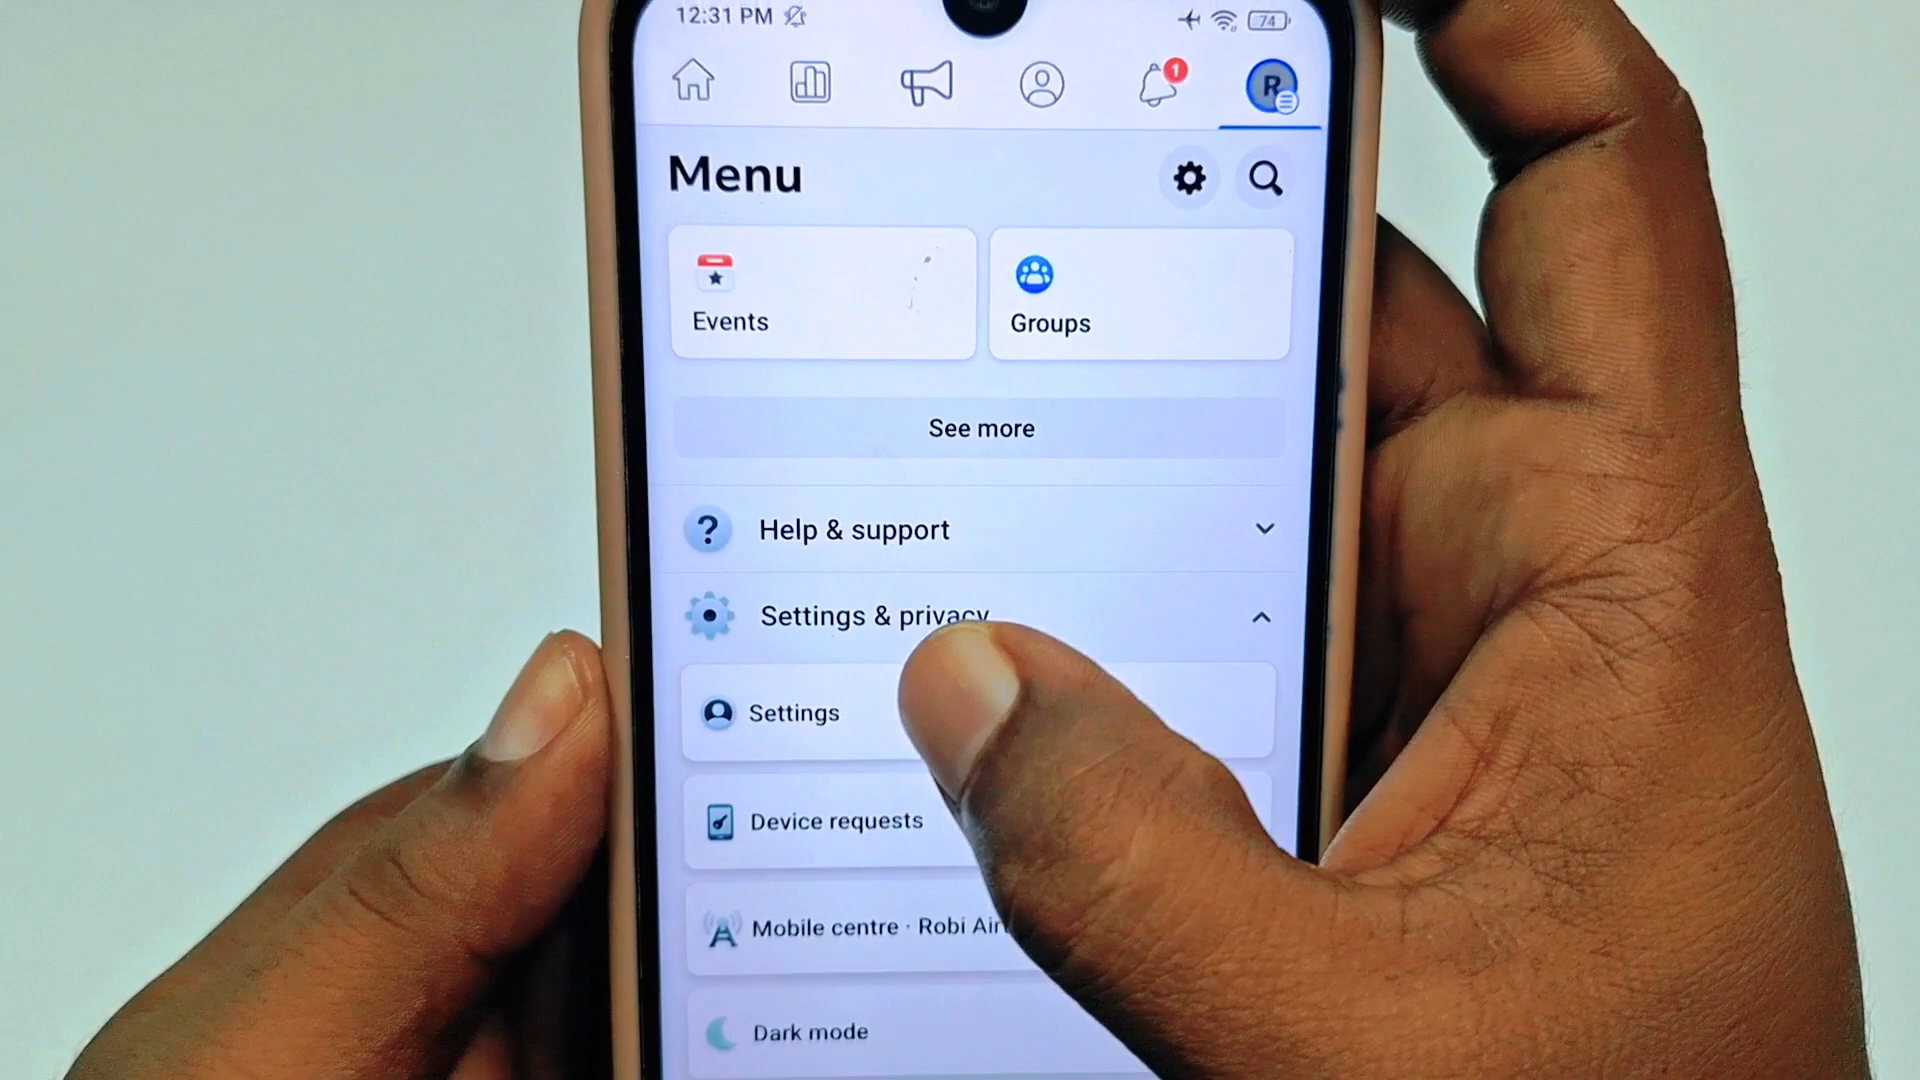 12:31 PM 74
1
R
Menu
Events
Groups
See more
? Help & support
Settings & privacy
Settings
Device requests
Mobile centre · Robi
Dark mode